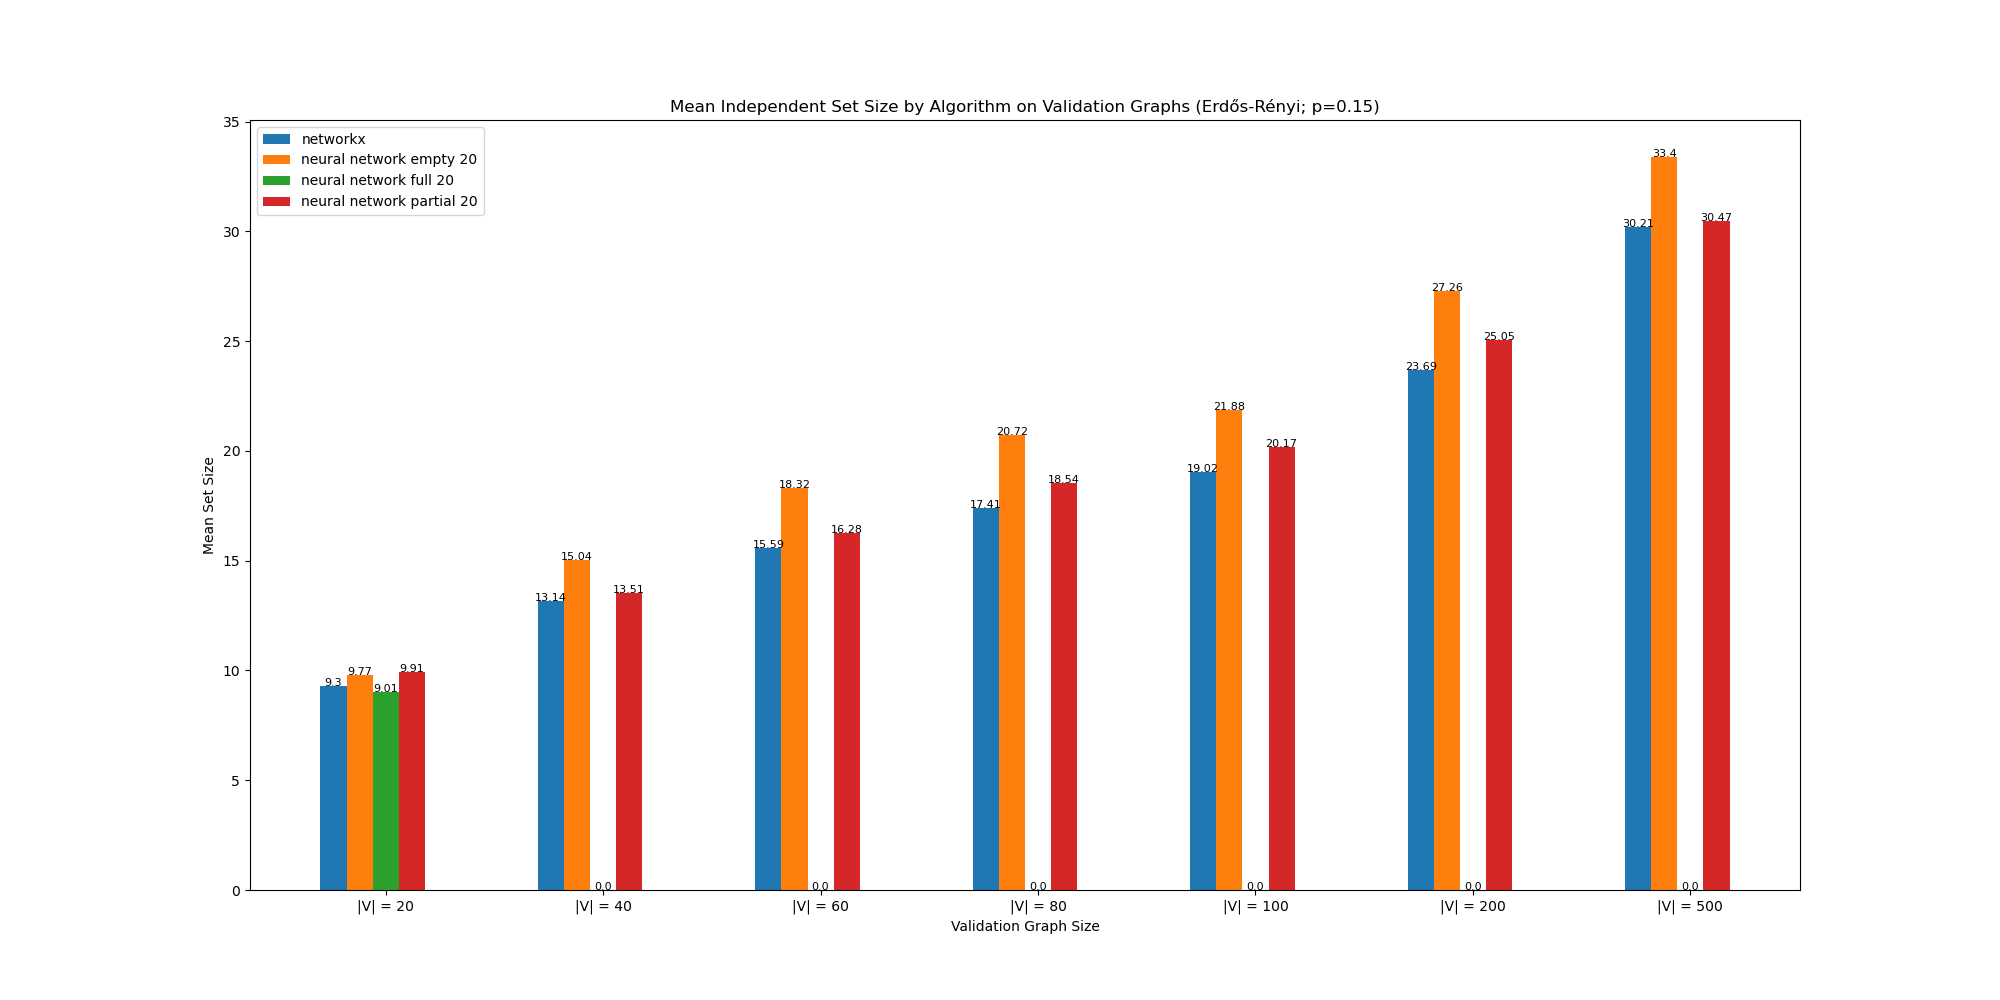 Mean Independent Set Size by Algorithm on Validation Graphs (Erdős-Rényi; p=0.15)
networkx
neural network empty 20
neural network full 20
neural network partial 20
Mean Set Size
35
30
25
20
15
10
5
0
9.3
9.77
9.01
9.91
13.14
15.04
0.0
13.51
15.59
18.32
0.0
16.28
17.41
20.72
0.0
18.54
19.02
21.88
0.0
20.17
23.69
27.26
0.0
25.05
30.21
33.4
0.0
30.47
|V| = 20
|V| = 40
|V| = 60
|V| = 80
|V| = 100
|V| = 200
|V| = 500
Validation Graph Size